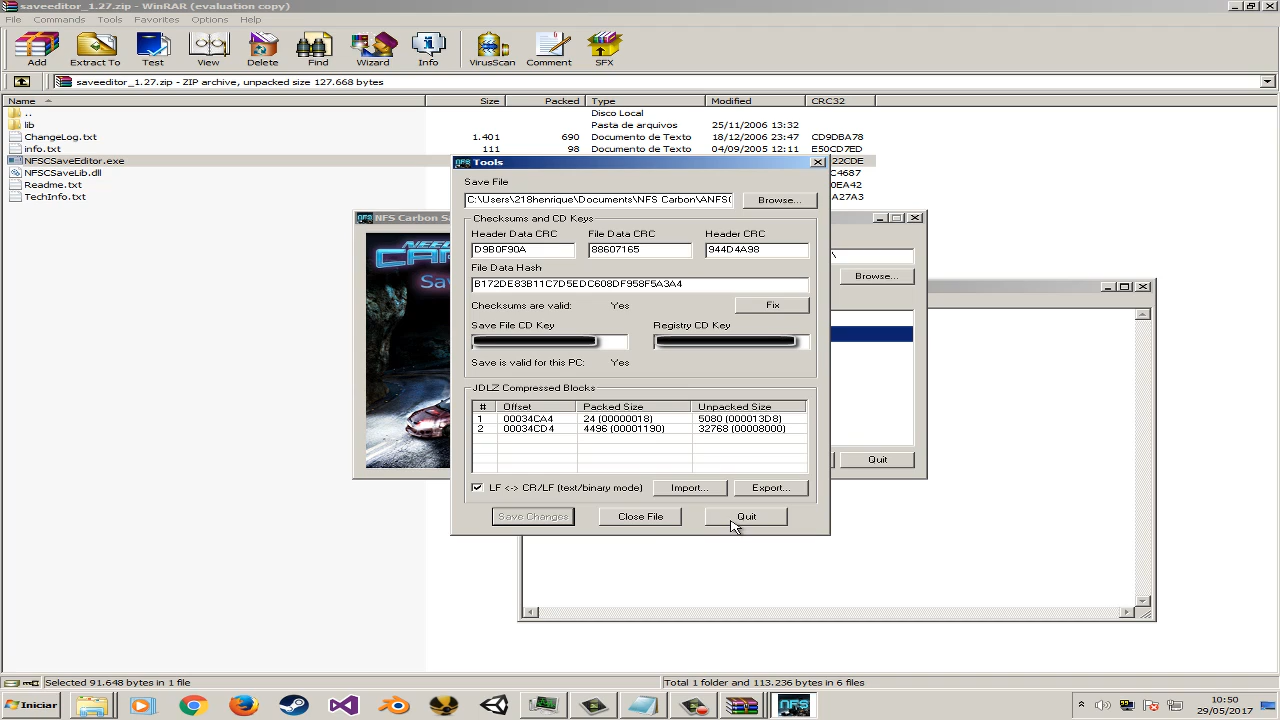 saveeditor_1.27.zip - WinRAR (evaluation copy)
File Commands Tools Favorites Options Help
Add Extract To Test View Delete Find Wizard Info VirusScan Comment SFX
saveeditor_1.27.zip - ZIP archive, unpacked size 127.668 bytes
Name Size Packed Type Modified CRC32
.. Disco Local
lib Pasta de arquivos 25/11/2006 13:32
ChangeLog.txt 1.401 690 Documento de Texto 18/12/2006 23:47 CD9DBA78
info.txt 111 98 Documento de Texto 04/09/2005 12:11 E50CD7ED
NFSCSaveEditor.exe 22CDE
NFSCSaveLib.dll C4687
Readme.txt 0EA42
TechInfo.txt A27A3
NFS Carbon Sa
NEED
CAR
Sa
\
Browse...
Quit
NFS Tools
Save File
C:\Users\218henrique\Documents\NFS Carbon\ANFS
Browse...
Checksums and CD Keys
Header Data CRC File Data CRC Header CRC
D9B0F90A 88607165 944D4A98
File Data Hash
B172DE83B11C7D5EDC608DF958F5A3A4
Checksums are valid: Yes Fix
Save File CD Key Registry CD Key
Save is valid for this PC: Yes
JDLZ Compressed Blocks
# Offset Packed Size Unpacked Size
1 00034CA4 24 (00000018) 5080 (000013D8)
2 00034CD4 4496 (00001190) 32768 (00008000)
LF <-> CR/LF (text/binary mode) Import... Export...
Save Changes Close File Quit
Selected 91.648 bytes in 1 file Total 1 folder and 113.236 bytes in 6 files
Iniciar NFS 10:50
29/05/2017